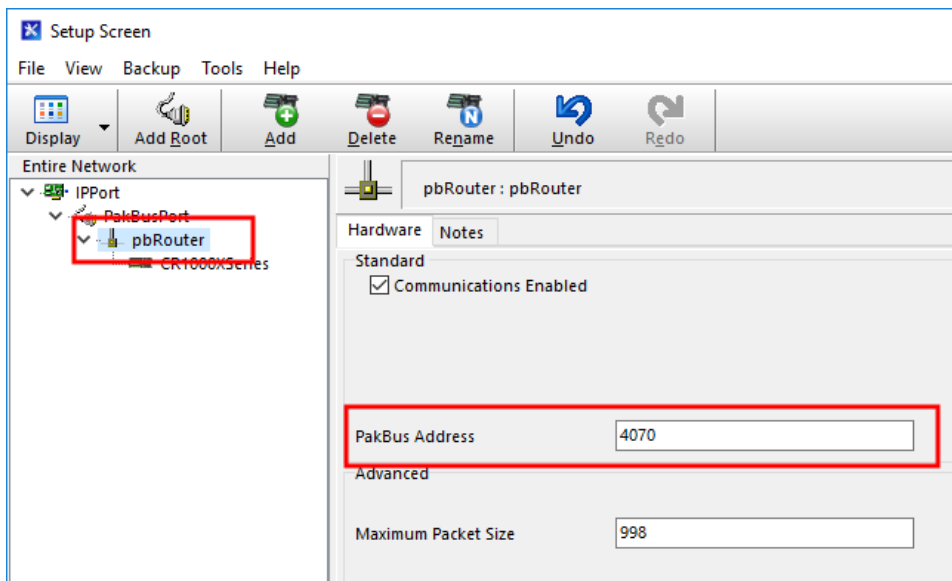 Setup Screen
File View Backup Tools Help
Display Add Root Add Delete Rename Undo Redo
Entire Network
IPPort
PakBusPort
pbRouter
CR1000XSeries
pbRouter : pbRouter
Hardware Notes
Standard
Communications Enabled
PakBus Address 4070
Advanced
Maximum Packet Size 998